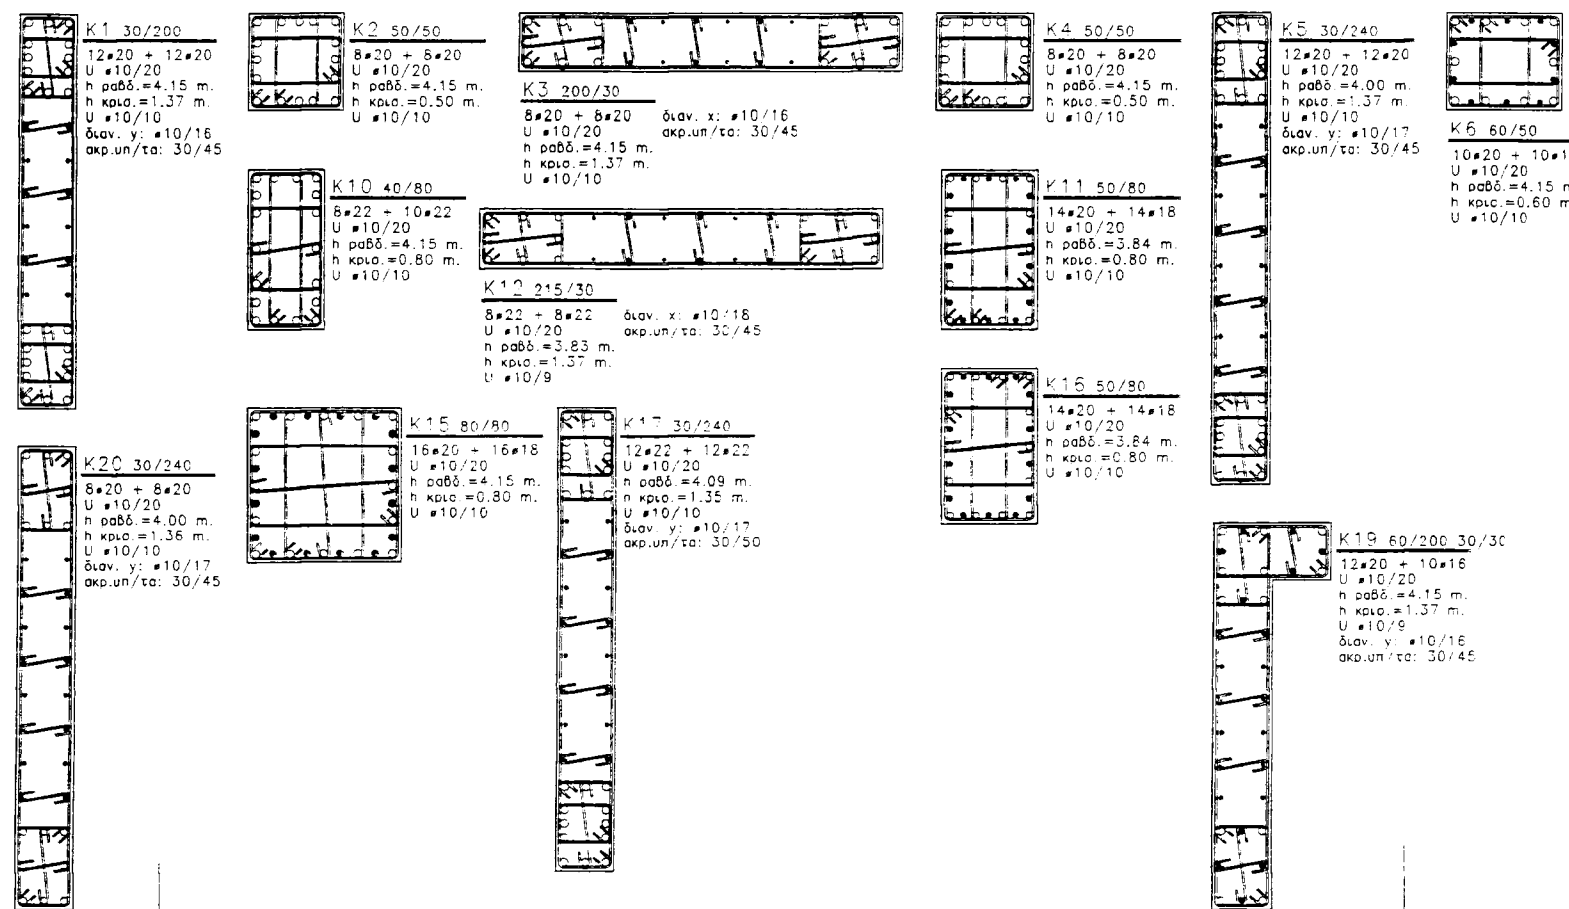 K1 30/200
12ø20 + 12ø20
U ø10/20
h ραβδ.=4.15 m.
h κρισ.=1.37 m.
U ø10/10
διαν. y: ø10/16
ακρ.υπ/τα: 30/45
K2 50/50
8ø20 + 8ø20
U ø10/20
h ραβδ.=4.15 m.
h κρισ.=0.50 m.
U ø10/10
K3 200/30
8ø20 + 8ø20
U ø10/20
h ραβδ.=4.15 m.
h κρισ.=1.37 m.
U ø10/10
διαν. x: ø10/16
ακρ.υπ/τα: 30/45
K4 50/50
8ø20 + 8ø20
U ø10/20
h ραβδ.=4.15 m.
h κρισ.=0.50 m.
U ø10/10
K5 30/240
12ø20 + 12ø20
U ø10/20
h ραβδ.=4.00 m.
h κρισ.=1.37 m.
U ø10/10
διαν. y: ø10/17
ακρ.υπ/τα: 30/45
K6 60/50
10ø20 + 10ø1
U ø10/20
h ραβδ.=4.15 m
h κρισ.=0.60 m
U ø10/10
K10 40/80
8ø22 + 10ø22
U ø10/20
h ραβδ.=4.15 m.
h κρισ.=0.80 m.
U ø10/10
K12 215/30
8ø22 + 8ø22
U ø10/20
h ραβδ.=3.83 m.
h κρισ.=1.37 m.
U ø10/9
διαν. x: ø10/18
ακρ.υπ/τα: 30/45
K11 50/80
14ø20 + 14ø18
U ø10/20
h ραβδ.=3.84 m.
h κρισ.=0.80 m.
U ø10/10
K16 50/80
14ø20 + 14ø18
U ø10/20
h ραβδ.=3.84 m.
h κρισ.=0.80 m.
U ø10/10
K15 80/80
16ø20 + 16ø18
U ø10/20
h ραβδ.=4.15 m.
h κρισ.=0.80 m.
U ø10/10
K17 30/240
12ø22 + 12ø22
U ø10/20
h ραβδ.=4.09 m.
h κρισ.=1.35 m.
U ø10/10
διαν. y: ø10/17
ακρ.υπ/τα: 30/50
K20 30/240
8ø20 + 8ø20
U ø10/20
h ραβδ.=4.00 m.
h κρισ.=1.36 m.
U ø10/10
διαν. y: ø10/17
ακρ.υπ/τα: 30/45
K19 60/200 30/30
12ø20 + 10ø16
U ø10/20
h ραβδ.=4.15 m.
h κρισ.=1.37 m.
U ø10/9
διαν. y: ø10/16
ακρ.υπ/τα: 30/45